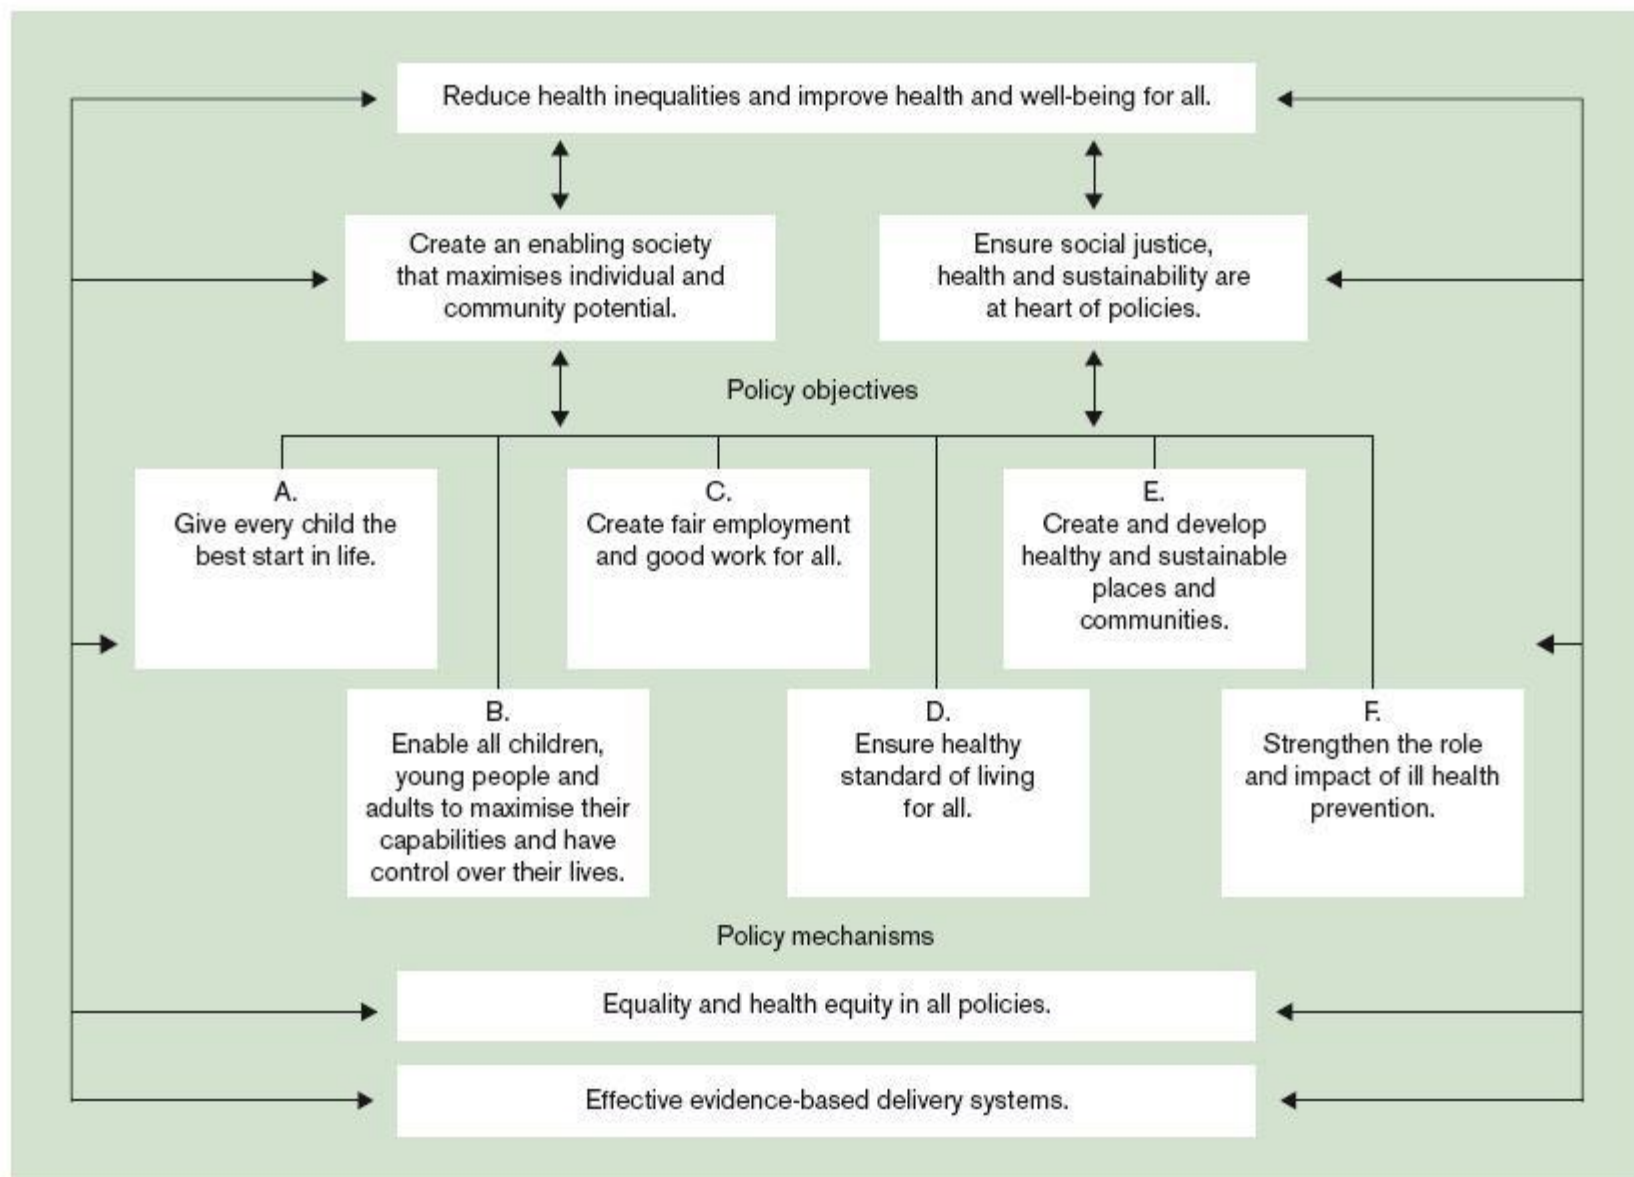 Reduce health inequalities and improve health and well-being for all.
Create an enabling society
that maximises individual and
community potential.
Ensure social justice,
health and sustainability are
at heart of policies.
Policy objectives
A.
Give every child the
best start in life.
C.
Create fair employment
and good work for all.
E.
Create and develop
healthy and sustainable
places and
communities.
B.
Enable all children,
young people and
adults to maximise their
capabilities and have
control over their lives.
D.
Ensure healthy
standard of living
for all.
F.
Strengthen the role
and impact of ill health
prevention.
Policy mechanisms
Equality and health equity in all policies.
Effective evidence-based delivery systems.